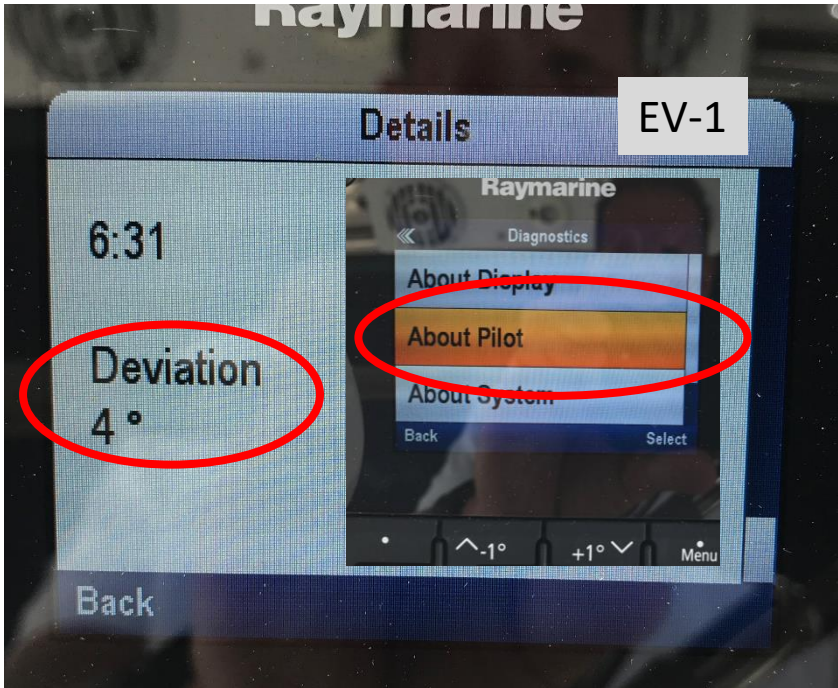 Raymarine
Details
EV-1
6:31
Deviation
4 °
Raymarine
Diagnostics
About Display
About Pilot
About System
Back
Select
^-1°
+1°
Menu
Back